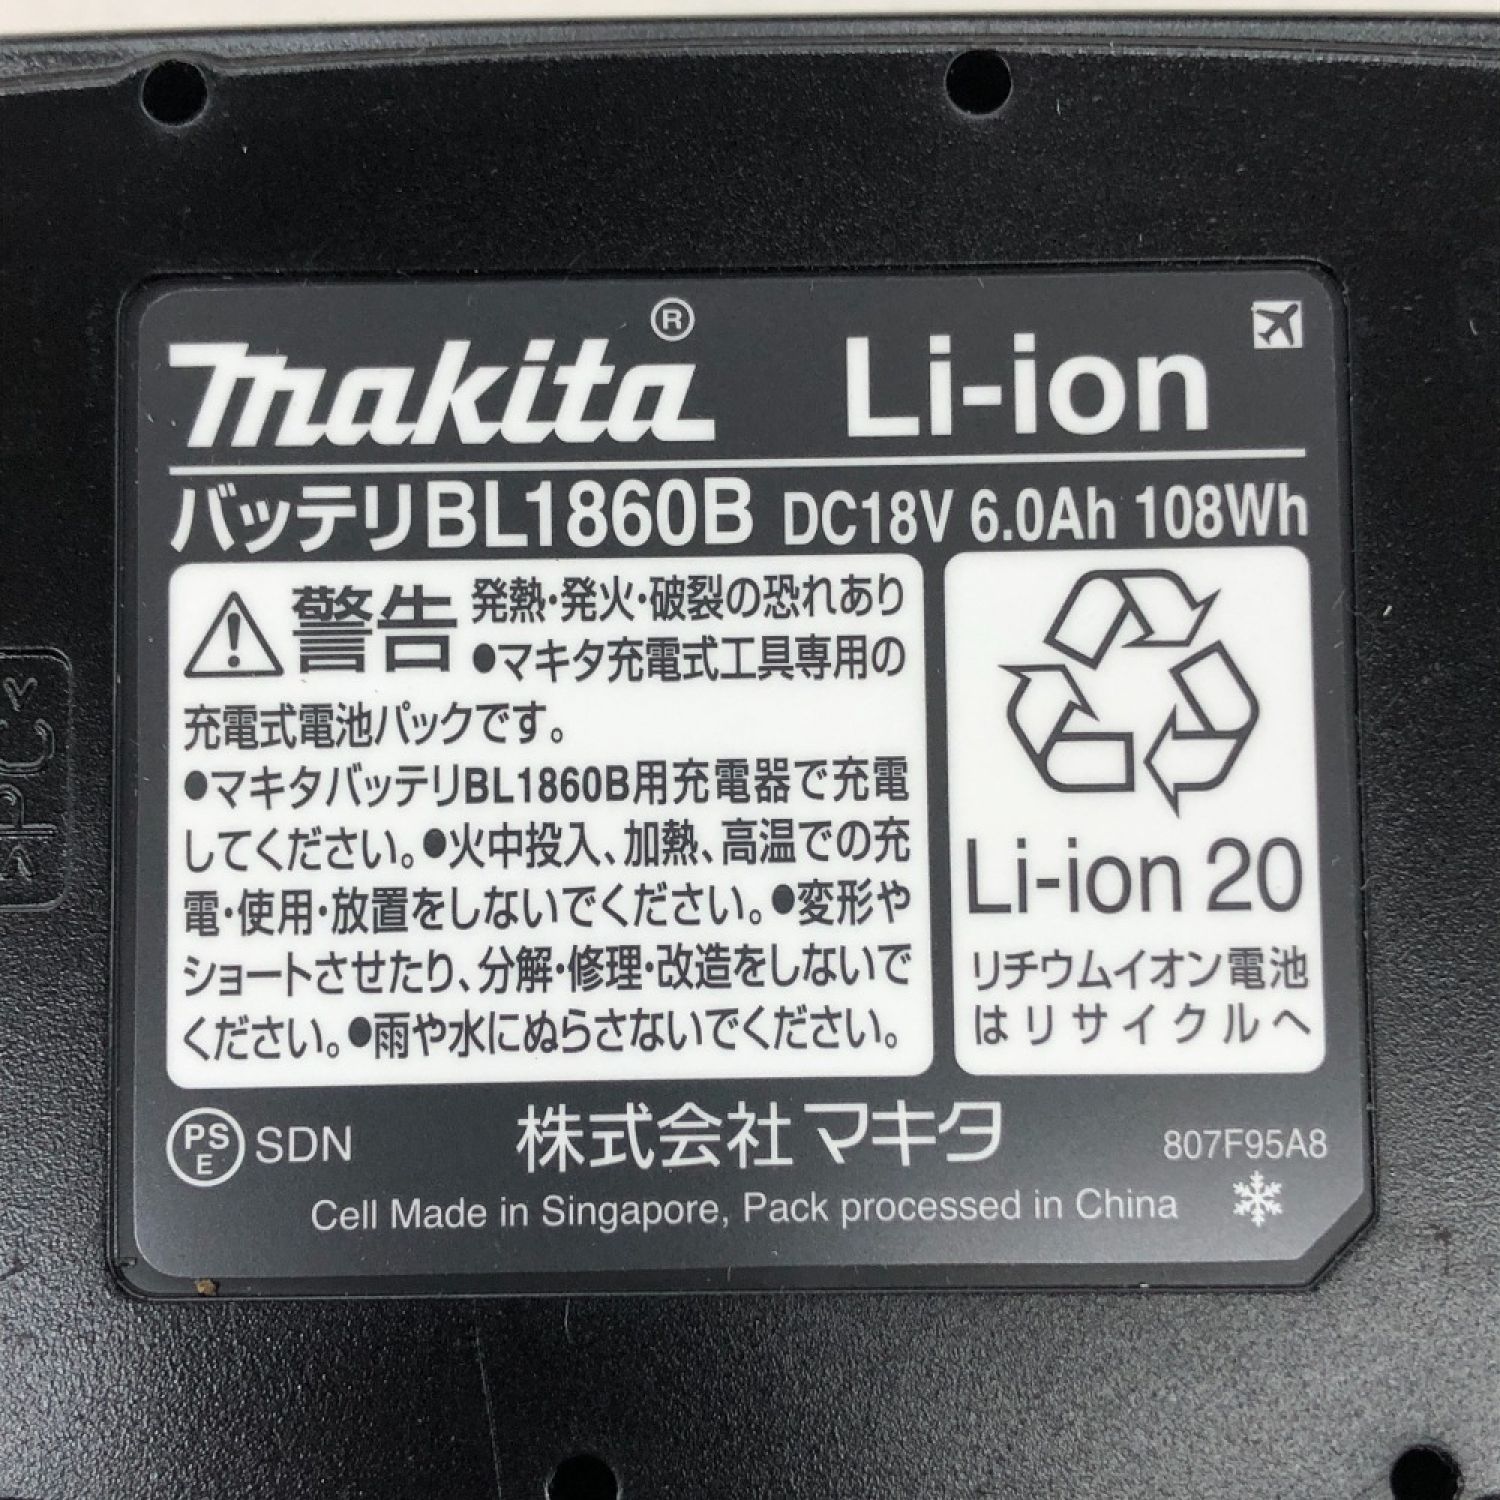 makita® Li-ion
バッテリBL1860B DC18V 6.0Ah 108Wh
警告 発熱・発火・破裂の恐れあり
●マキタ充電式工具専用の
充電式電池パックです。
●マキタバッテリBL1860B用充電器で充電
してください。●火中投入、加熱、高温での充
電・使用・放置をしないでください。●変形や
ショートさせたり、分解・修理・改造をしないで
ください。●雨や水にぬらさないでください。
Li-ion 20
リチウムイオン電池
はリサイクルへ
PSE SDN
株式会社マキタ
807F95A8
Cell Made in Singapore, Pack processed in China
>PC<